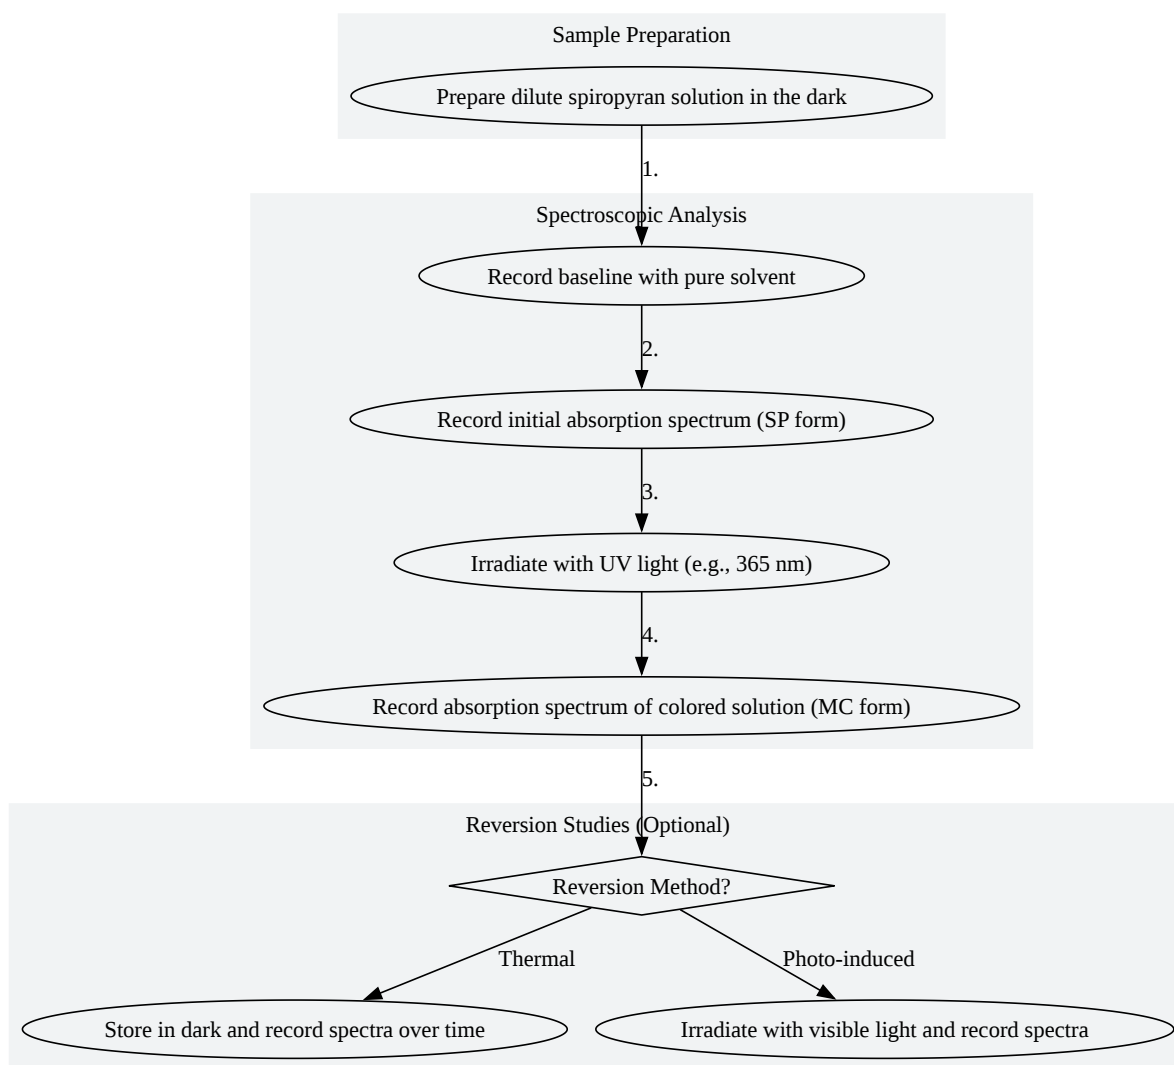 Sample Preparation
Prepare dilute spiropyran solution in the dark
1.
Spectroscopic Analysis
Record baseline with pure solvent
2.
Record initial absorption spectrum (SP form)
3.
Irradiate with UV light (e.g., 365 nm)
4.
Record absorption spectrum of colored solution (MC form)
5.
Reversion Studies (Optional)
Reversion Method?
Thermal
Photo-induced
Store in dark and record spectra over time
Irradiate with visible light and record spectra